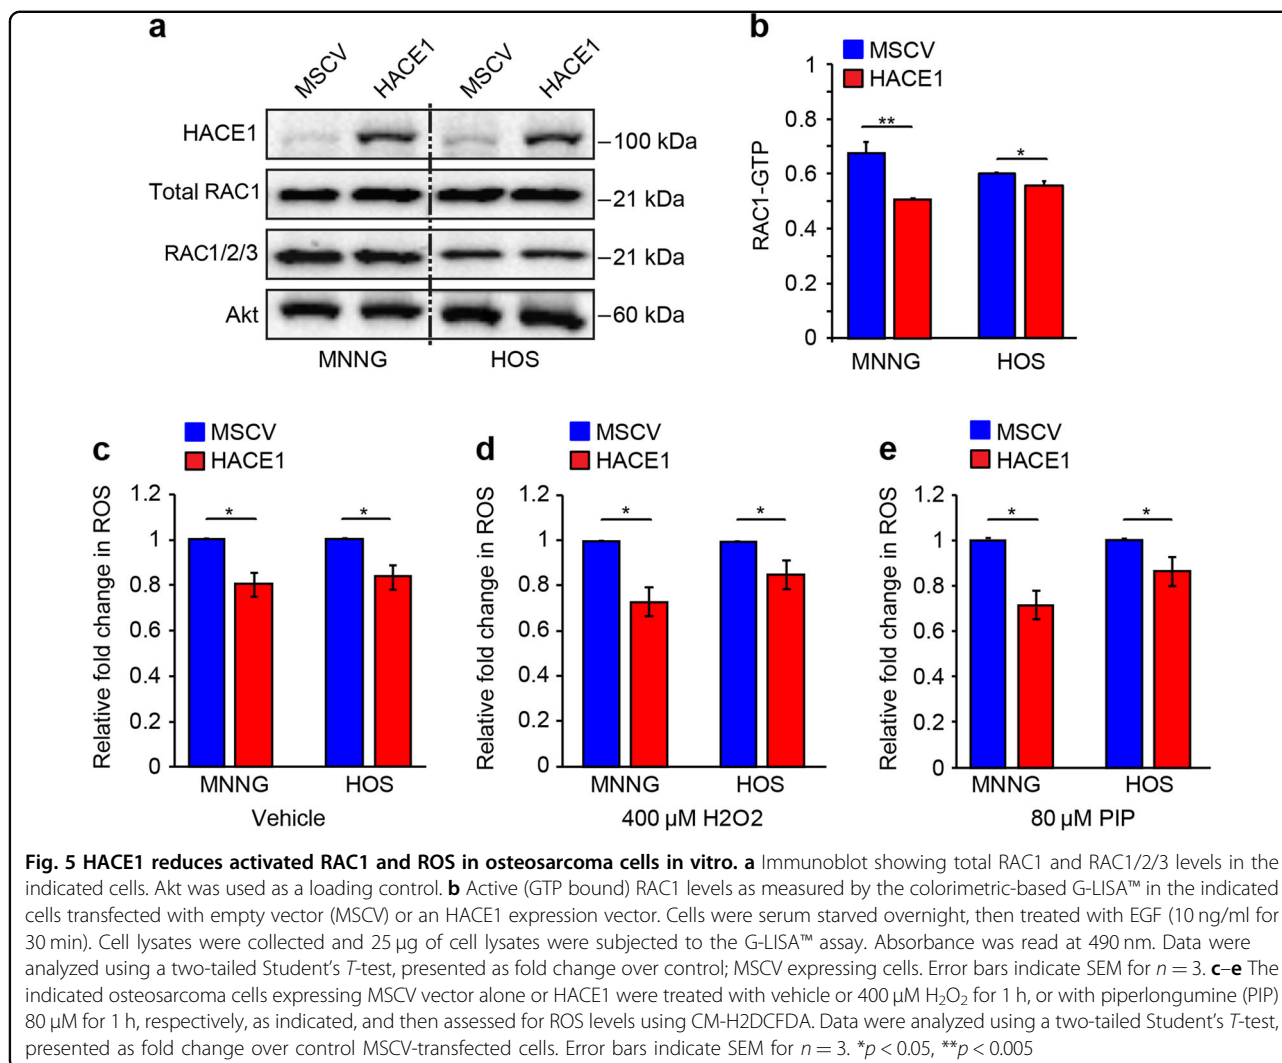 a
MSCV HACE1 MSCV HACE1
HACE1 –100 kDa
Total RAC1 –21 kDa
RAC1/2/3 –21 kDa
Akt –60 kDa
MNNG HOS
b
MSCV
HACE1
RAC1-GTP
1
0.8
0.6
0.4
0.2
0
** *
MNNG HOS
c
MSCV
HACE1
Relative fold change in ROS
1.2
1
0.8
0.6
0.4
0.2
0
* *
MNNG HOS
Vehicle
d
MSCV
HACE1
Relative fold change in ROS
1.2
1
0.8
0.6
0.4
0.2
0
* *
MNNG HOS
400 µM H2O2
e
MSCV
HACE1
Relative fold change in ROS
1.2
1
0.8
0.6
0.4
0.2
0
* *
MNNG HOS
80 µM PIP
Fig. 5 HACE1 reduces activated RAC1 and ROS in osteosarcoma cells in vitro. a Immunoblot showing total RAC1 and RAC1/2/3 levels in the
indicated cells. Akt was used as a loading control. b Active (GTP bound) RAC1 levels as measured by the colorimetric-based G-LISA™ in the indicated
cells transfected with empty vector (MSCV) or an HACE1 expression vector. Cells were serum starved overnight, then treated with EGF (10 ng/ml for
30 min). Cell lysates were collected and 25 µg of cell lysates were subjected to the G-LISA™ assay. Absorbance was read at 490 nm. Data were
analyzed using a two-tailed Student's T-test, presented as fold change over control; MSCV expressing cells. Error bars indicate SEM for n = 3. c–e The
indicated osteosarcoma cells expressing MSCV vector alone or HACE1 were treated with vehicle or 400 µM H₂O₂ for 1 h, or with piperlongumine (PIP)
80 µM for 1 h, respectively, as indicated, and then assessed for ROS levels using CM-H2DCFDA. Data were analyzed using a two-tailed Student's T-test,
presented as fold change over control MSCV-transfected cells. Error bars indicate SEM for n = 3. *p < 0.05, **p < 0.005